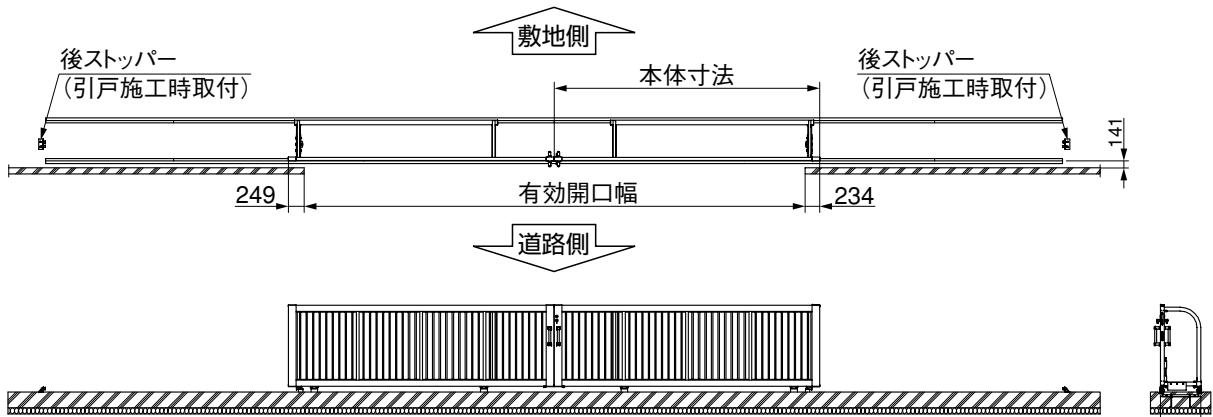 敷地側
後ストッパー
(引戸施工時取付)
本体寸法
後ストッパー
(引戸施工時取付)
141
249
有効開口幅
234
道路側